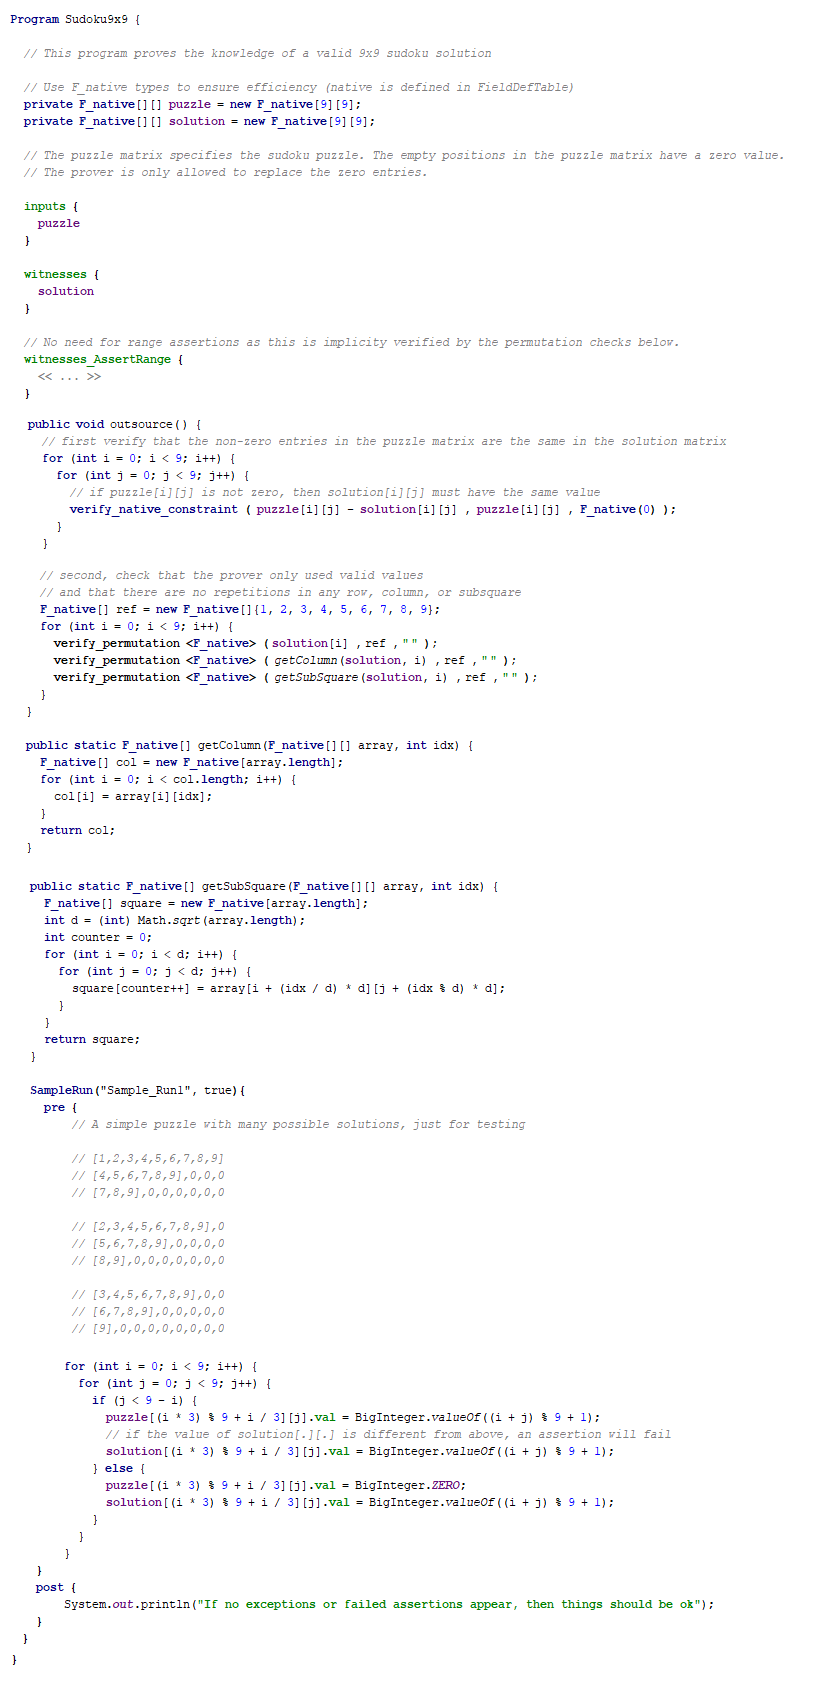 Program Sudoku9x9 {
// This program proves the knowledge of a valid 9x9 sudoku solution
// Use F_native types to ensure efficiency (native is defined in FieldDefTable)
private F_native[][] puzzle = new F_native[9][9];
private F_native[][] solution = new F_native[9][9];
// The puzzle matrix specifies the sudoku puzzle. The empty positions in the puzzle matrix have a zero value.
// The prover is only allowed to replace the zero entries.
inputs {
puzzle
}
witnesses {
solution
}
// No need for range assertions as this is implicity verified by the permutation checks below.
witnesses_AssertRange {
<< ... >>
}
public void outsource() {
// first verify that the non-zero entries in the puzzle matrix are the same in the solution matrix
for (int i = 0; i < 9; i++) {
for (int j = 0; j < 9; j++) {
// if puzzle[i][j] is not zero, then solution[i][j] must have the same value
verify_native_constraint ( puzzle[i][j] - solution[i][j] , puzzle[i][j] , F_native(0) );
}
}
// second, check that the prover only used valid values
// and that there are no repetitions in any row, column, or subsquare
F_native[] ref = new F_native[]{1, 2, 3, 4, 5, 6, 7, 8, 9};
for (int i = 0; i < 9; i++) {
verify_permutation <F_native> ( solution[i] , ref , "" );
verify_permutation <F_native> ( getColumn(solution, i) , ref , "" );
verify_permutation <F_native> ( getSubSquare(solution, i) , ref , "" );
}
}
public static F_native[] getColumn(F_native[][] array, int idx) {
F_native[] col = new F_native[array.length];
for (int i = 0; i < col.length; i++) {
col[i] = array[i][idx];
}
return col;
}
public static F_native[] getSubSquare(F_native[][] array, int idx) {
F_native[] square = new F_native[array.length];
int d = (int) Math.sqrt(array.length);
int counter = 0;
for (int i = 0; i < d; i++) {
for (int j = 0; j < d; j++) {
square[counter++] = array[i + (idx / d) * d][j + (idx % d) * d];
}
}
return square;
}
SampleRun("Sample_Run1", true){
pre {
// A simple puzzle with many possible solutions, just for testing
// [1,2,3,4,5,6,7,8,9]
// [4,5,6,7,8,9],0,0,0
// [7,8,9],0,0,0,0,0,0
// [2,3,4,5,6,7,8,9],0
// [5,6,7,8,9],0,0,0,0
// [8,9],0,0,0,0,0,0,0
// [3,4,5,6,7,8,9],0,0
// [6,7,8,9],0,0,0,0,0
// [9],0,0,0,0,0,0,0,0
for (int i = 0; i < 9; i++) {
for (int j = 0; j < 9; j++) {
if (j < 9 - i) {
puzzle[(i * 3) % 9 + i / 3][j].val = BigInteger.valueOf((i + j) % 9 + 1);
// if the value of solution[.][.] is different from above, an assertion will fail
solution[(i * 3) % 9 + i / 3][j].val = BigInteger.valueOf((i + j) % 9 + 1);
} else {
puzzle[(i * 3) % 9 + i / 3][j].val = BigInteger.ZERO;
solution[(i * 3) % 9 + i / 3][j].val = BigInteger.valueOf((i + j) % 9 + 1);
}
}
}
}
post {
System.out.println("If no exceptions or failed assertions appear, then things should be ok");
}
}
}